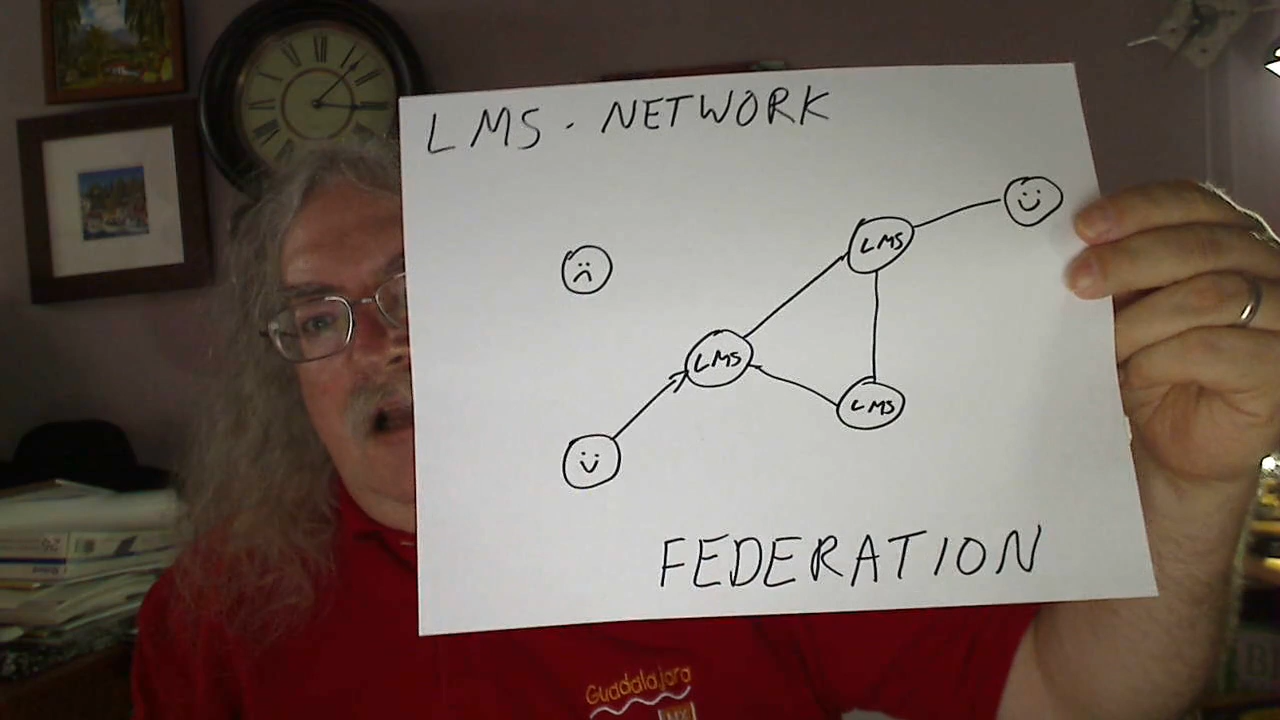 LMS - NETWORK
LMS
LMS
LMS
FEDERATION
Guadalajara